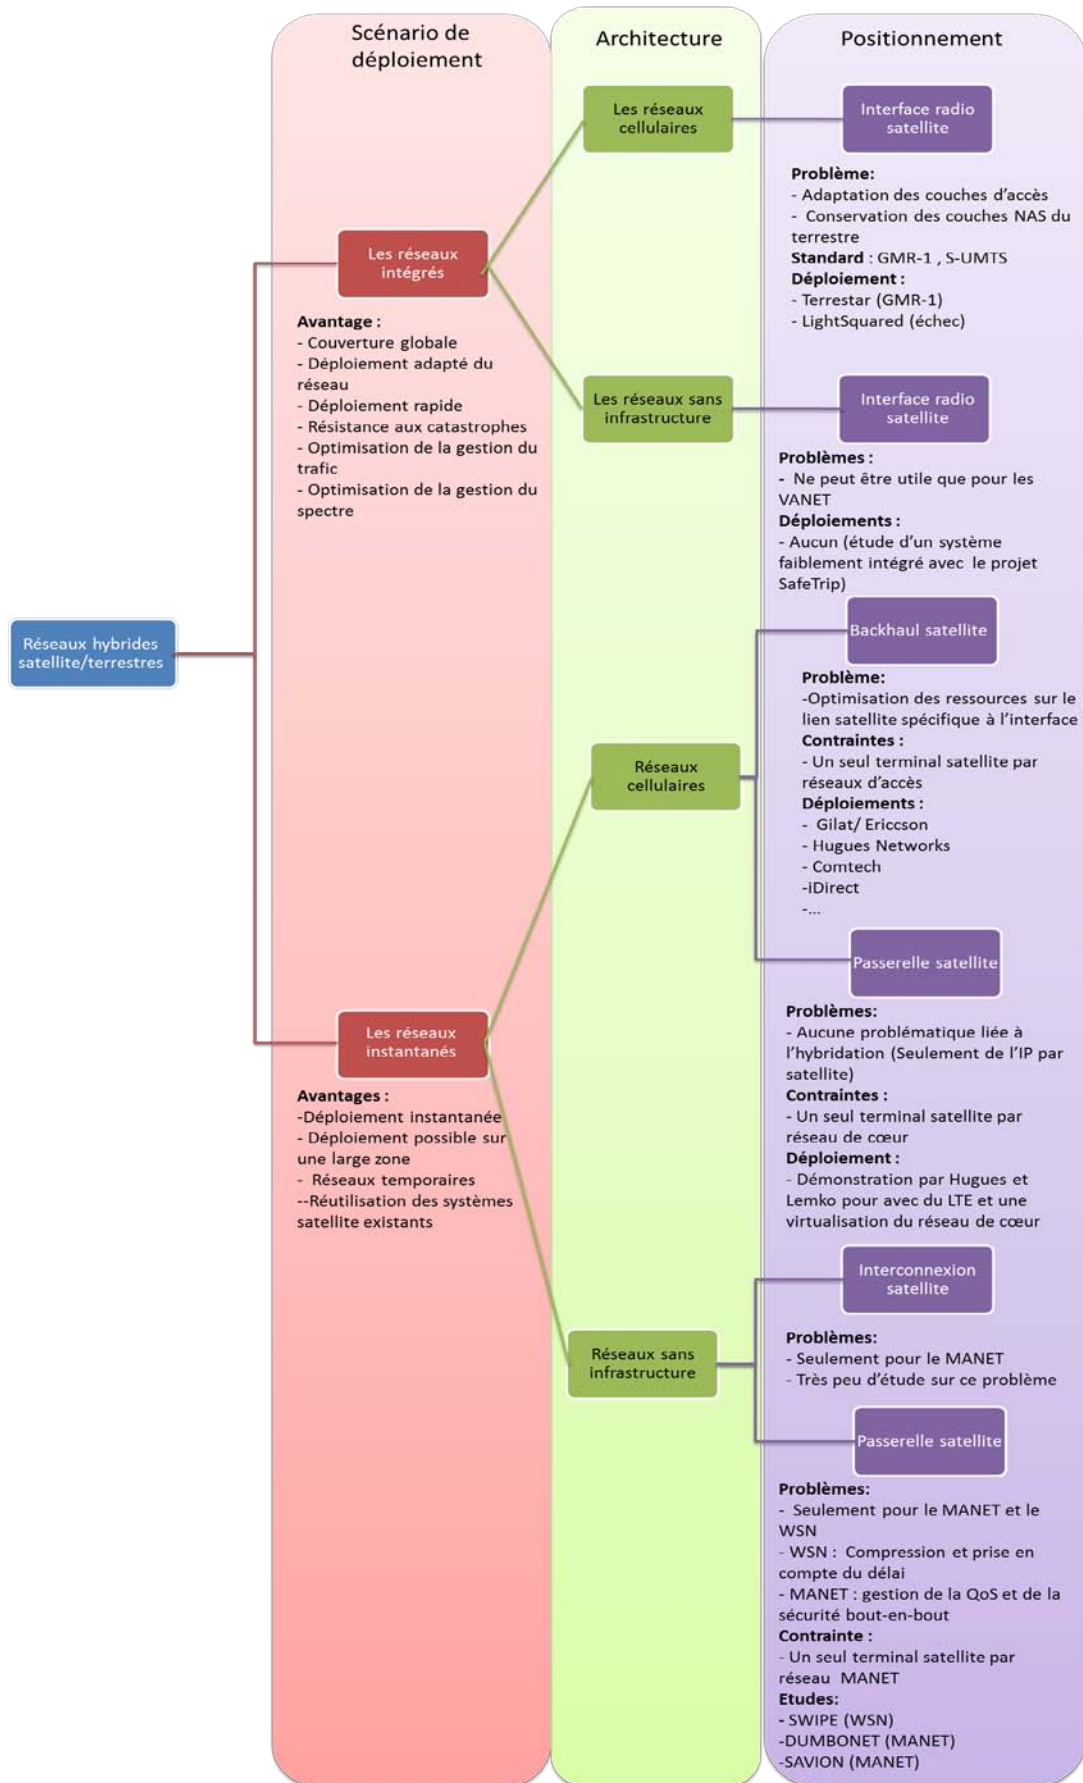 Scénario de
déploiement
Architecture
Positionnement
Les réseaux
cellulaires
Interface radio
satellite
Problème:
- Adaptation des couches d'accès
- Conservation des couches NAS du
terrestre
Standard : GMR-1 , S-UMTS
Déploiement :
- Terrestar (GMR-1)
- LightSquared (échec)
Les réseaux
intégrés
Avantage :
- Couverture globale
- Déploiement adapté du
réseau
- Déploiement rapide
- Résistance aux catastrophes
- Optimisation de la gestion du
trafic
- Optimisation de la gestion du
spectre
Les réseaux sans
infrastructure
Interface radio
satellite
Problèmes :
- Ne peut être utile que pour les
VANET
Déploiements :
- Aucun (étude d'un système
faiblement intégré avec le projet
SafeTrip)
Réseaux hybrides
satellite/terrestres
Backhaul satellite
Problème:
-Optimisation des ressources sur le
lien satellite spécifique à l'interface
Contraintes :
- Un seul terminal satellite par
réseaux d'accès
Déploiements :
- Gilat/ Ericcson
- Hugues Networks
- Comtech
-iDirect
-...
Réseaux
cellulaires
Passerelle satellite
Problèmes:
- Aucune problématique liée à
l'hybridation (Seulement de l'IP par
satellite)
Contraintes :
- Un seul terminal satellite par
réseau de cœur
Déploiement :
- Démonstration par Hugues et
Lemko pour avec du LTE et une
virtualisation du réseau de cœur
Les réseaux
instantanés
Avantages :
-Déploiement instantanée
- Déploiement possible sur
une large zone
- Réseaux temporaires
--Réutilisation des systèmes
satellite existants
Interconnexion
satellite
Problèmes:
- Seulement pour le MANET
- Très peu d'étude sur ce problème
Réseaux sans
infrastructure
Passerelle satellite
Problèmes:
- Seulement pour le MANET et le
WSN
- WSN : Compression et prise en
compte du délai
- MANET : gestion de la QoS et de la
sécurité bout-en-bout
Contrainte :
- Un seul terminal satellite par
réseau MANET
Etudes:
- SWIPE (WSN)
-DUMBONET (MANET)
-SAVION (MANET)